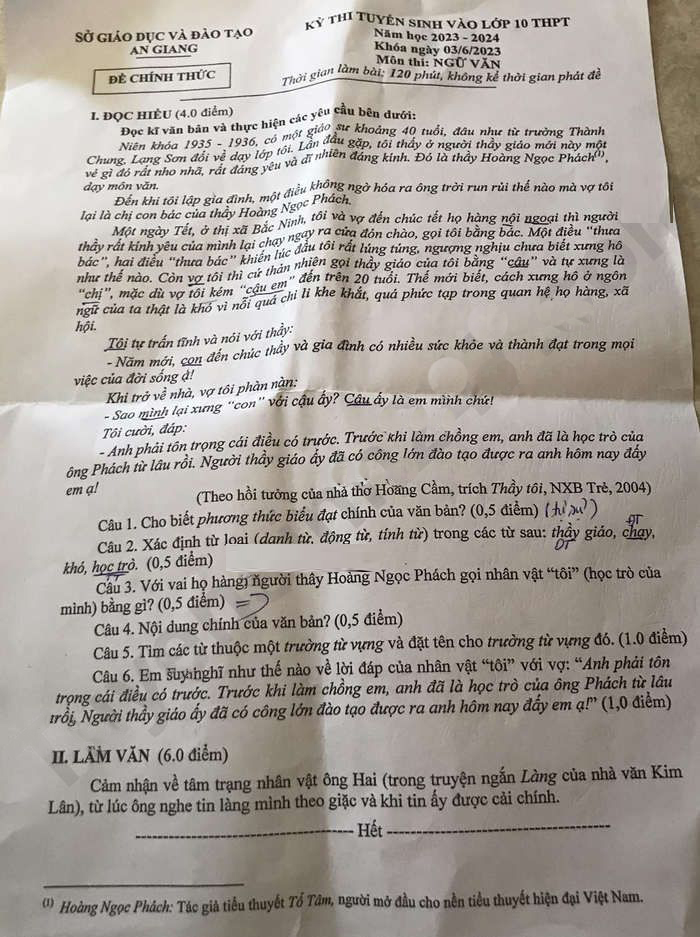 SỞ GIÁO DỤC VÀ ĐÀO TẠO
AN GIANG
ĐỀ CHÍNH THỨC
KỲ THI TUYỂN SINH VÀO LỚP 10 THPT
Năm học 2023 - 2024
Khóa ngày 03/6/2023
Môn thi: NGỮ VĂN
Thời gian làm bài: 120 phút, không kể thời gian phát đề
I. ĐỌC HIỂU (4.0 điểm)
Đọc kĩ văn bản và thực hiện các yêu cầu bên dưới:
Niên khóa 1935 - 1936, có một giáo sư khoảng 40 tuổi, đâu như từ trường Thành
Chung, Lạng Sơn đổi về dạy lớp tôi. Lần đầu gặp, tôi thấy ở người thầy giáo mới này một
vẻ gì đó rất nho nhã, rất đáng yêu và dĩ nhiên đáng kính. Đó là thầy Hoàng Ngọc Phách(1),
dạy môn văn.
Đến khi tôi lập gia đình, một điều không ngờ hóa ra ông trời run rủi thế nào mà vợ tôi
lại là chị con bác của thầy Hoàng Ngọc Phách.
Một ngày Tết, ở thị xã Bắc Ninh, tôi và vợ đến chúc tết họ hàng nội ngoại thì người
thầy rất kính yêu của mình lại chạy ngay ra cửa đón chào, gọi tôi bằng bác. Một điều "thưa
bác", hai điều "thưa bác" khiến lúc đầu tôi rất lúng túng, ngượng nghịu chưa biết xưng hô
như thế nào. Còn vợ tôi thì cứ thản nhiên gọi thầy giáo của tôi bằng "cậu" và tự xưng là
"chị", mặc dù vợ tôi kém "cậu em" đến trên 20 tuổi. Thế mới biết, cách xưng hô ở ngôn
ngữ của ta thật là khó vì nỗi quá chi li khe khắt, quá phức tạp trong quan hệ họ hàng, xã
hội.
Tôi tự trấn tĩnh và nói với thầy:
- Năm mới, con đến chúc thầy và gia đình có nhiều sức khỏe và thành đạt trong mọi
việc của đời sống ạ!
Khi trở về nhà, vợ tôi phàn nàn:
- Sao mình lại xưng "con" với cậu ấy? Cậu ấy là em mình chứ!
Tôi cười, đáp:
- Anh phải tôn trọng cái điều có trước. Trước khi làm chồng em, anh đã là học trò của
ông Phách từ lâu rồi. Người thầy giáo ấy đã có công lớn đào tạo được ra anh hôm nay đấy
em ạ!
(Theo hồi tưởng của nhà thơ Hoàng Cầm, trích Thầy tôi, NXB Trẻ, 2004)
Câu 1. Cho biết phương thức biểu đạt chính của văn bản? (0,5 điểm) (tự sự)
ĐT
Câu 2. Xác định từ loại (danh từ, động từ, tính từ) trong các từ sau: thầy giáo, chạy,
khó, học trò. (0,5 điểm)
Câu 3. Với vai họ hàng, người thầy Hoàng Ngọc Phách gọi nhân vật "tôi" (học trò của
mình) bằng gì? (0,5 điểm)
Câu 4. Nội dung chính của văn bản? (0,5 điểm)
Câu 5. Tìm các từ thuộc một trường từ vựng và đặt tên cho trường từ vựng đó. (1.0 điểm)
Câu 6. Em suy nghĩ như thế nào về lời đáp của nhân vật "tôi" với vợ: "Anh phải tôn
trọng cái điều có trước. Trước khi làm chồng em, anh đã là học trò của ông Phách từ lâu
rồi. Người thầy giáo ấy đã có công lớn đào tạo được ra anh hôm nay đấy em ạ!" (1,0 điểm)
II. LÀM VĂN (6.0 điểm)
Cảm nhận về tâm trạng nhân vật ông Hai (trong truyện ngắn Làng của nhà văn Kim
Lân), từ lúc ông nghe tin làng mình theo giặc và khi tin ấy được cải chính.
Hết
(1) Hoàng Ngọc Phách: Tác giả tiểu thuyết Tố Tâm, người mở đầu cho nền tiểu thuyết hiện đại Việt Nam.